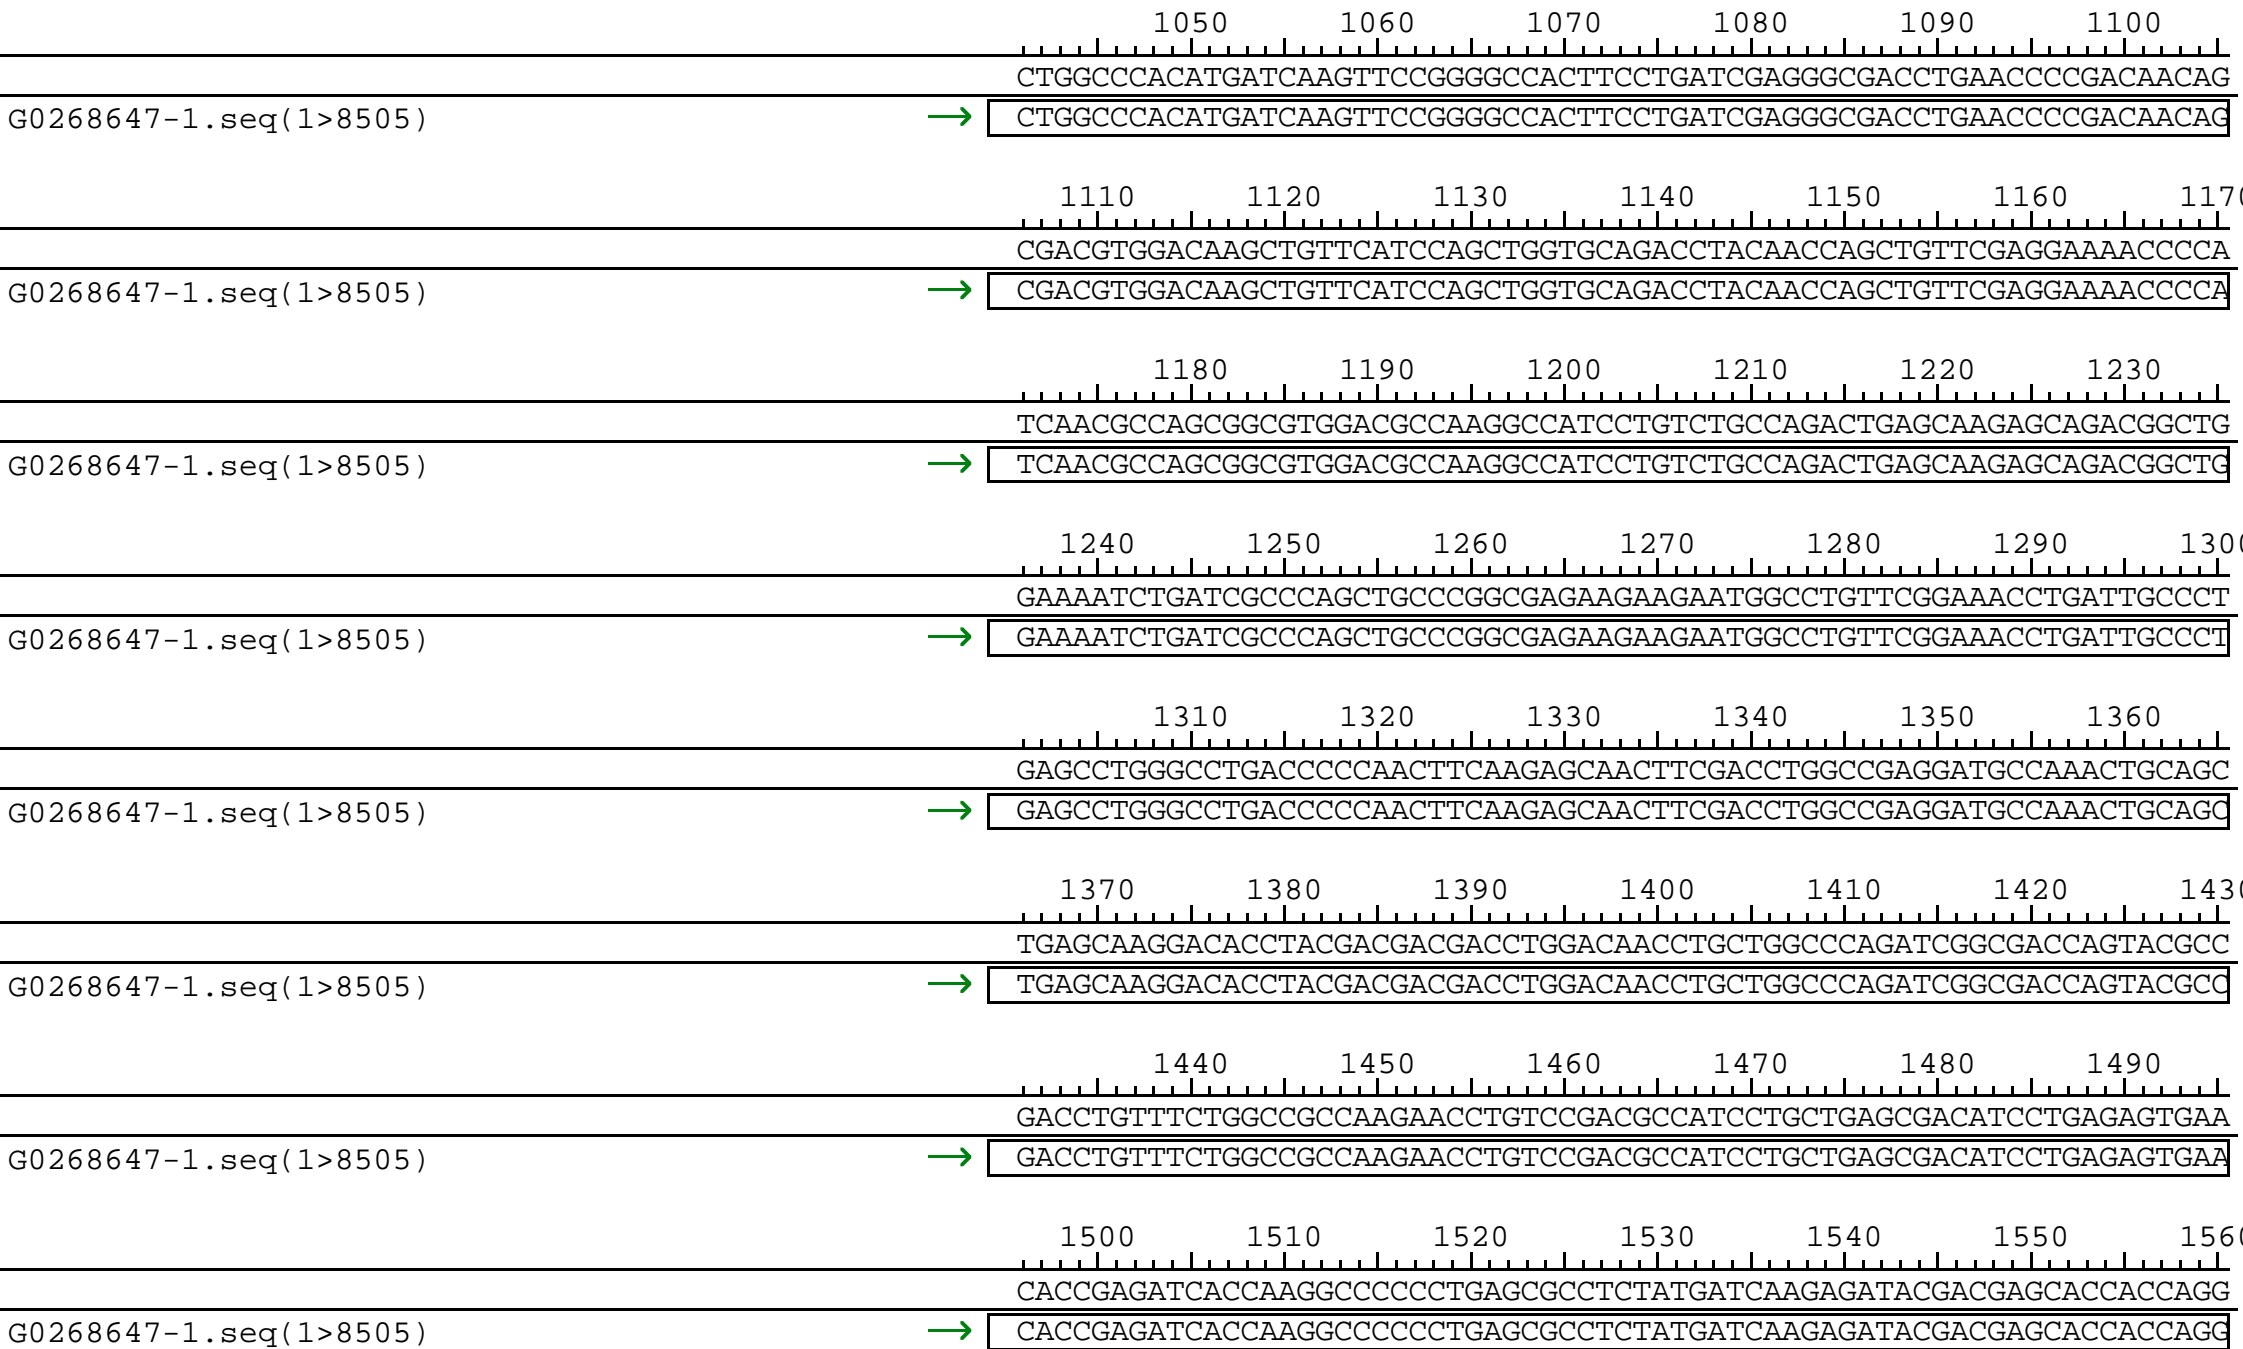 1050 1060 1070 1080 1090 1100
CTGGCCCACATGATCAAGTTCCGGGGCCACTTCCTGATCGAGGGCGACCTGAACCCCGACAACAG
G0268647-1.seq(1>8505) → CTGGCCCACATGATCAAGTTCCGGGGCCACTTCCTGATCGAGGGCGACCTGAACCCCGACAACAG
1110 1120 1130 1140 1150 1160 1170
CGACGTGGACAAGCTGTTCATCCAGCTGGTGCAGACCTACAACCAGCTGTTCGAGGAAAACCCCA
G0268647-1.seq(1>8505) → CGACGTGGACAAGCTGTTCATCCAGCTGGTGCAGACCTACAACCAGCTGTTCGAGGAAAACCCCA
1180 1190 1200 1210 1220 1230
TCAACGCCAGCGGCGTGGACGCCAAGGCCATCCTGTCTGCCAGACTGAGCAAGAGCAGACGGCTG
G0268647-1.seq(1>8505) → TCAACGCCAGCGGCGTGGACGCCAAGGCCATCCTGTCTGCCAGACTGAGCAAGAGCAGACGGCTG
1240 1250 1260 1270 1280 1290 1300
GAAAATCTGATCGCCCAGCTGCCCGGCGAGAAGAAGAATGGCCTGTTCGGAAACCTGATTGCCCT
G0268647-1.seq(1>8505) → GAAAATCTGATCGCCCAGCTGCCCGGCGAGAAGAAGAATGGCCTGTTCGGAAACCTGATTGCCCT
1310 1320 1330 1340 1350 1360
GAGCCTGGGCCTGACCCCCAACTTCAAGAGCAACTTCGACCTGGCCGAGGATGCCAAACTGCAGC
G0268647-1.seq(1>8505) → GAGCCTGGGCCTGACCCCCAACTTCAAGAGCAACTTCGACCTGGCCGAGGATGCCAAACTGCAGC
1370 1380 1390 1400 1410 1420 1430
TGAGCAAGGACACCTACGACGACGACCTGGACAACCTGCTGGCCCAGATCGGCGACCAGTACGCC
G0268647-1.seq(1>8505) → TGAGCAAGGACACCTACGACGACGACCTGGACAACCTGCTGGCCCAGATCGGCGACCAGTACGCC
1440 1450 1460 1470 1480 1490
GACCTGTTTCTGGCCGCCAAGAACCTGTCCGACGCCATCCTGCTGAGCGACATCCTGAGAGTGAA
G0268647-1.seq(1>8505) → GACCTGTTTCTGGCCGCCAAGAACCTGTCCGACGCCATCCTGCTGAGCGACATCCTGAGAGTGAA
1500 1510 1520 1530 1540 1550 1560
CACCGAGATCACCAAGGCCCCCCTGAGCGCCTCTATGATCAAGAGATACGACGAGCACCACCAGG
G0268647-1.seq(1>8505) → CACCGAGATCACCAAGGCCCCCCTGAGCGCCTCTATGATCAAGAGATACGACGAGCACCACCAGG